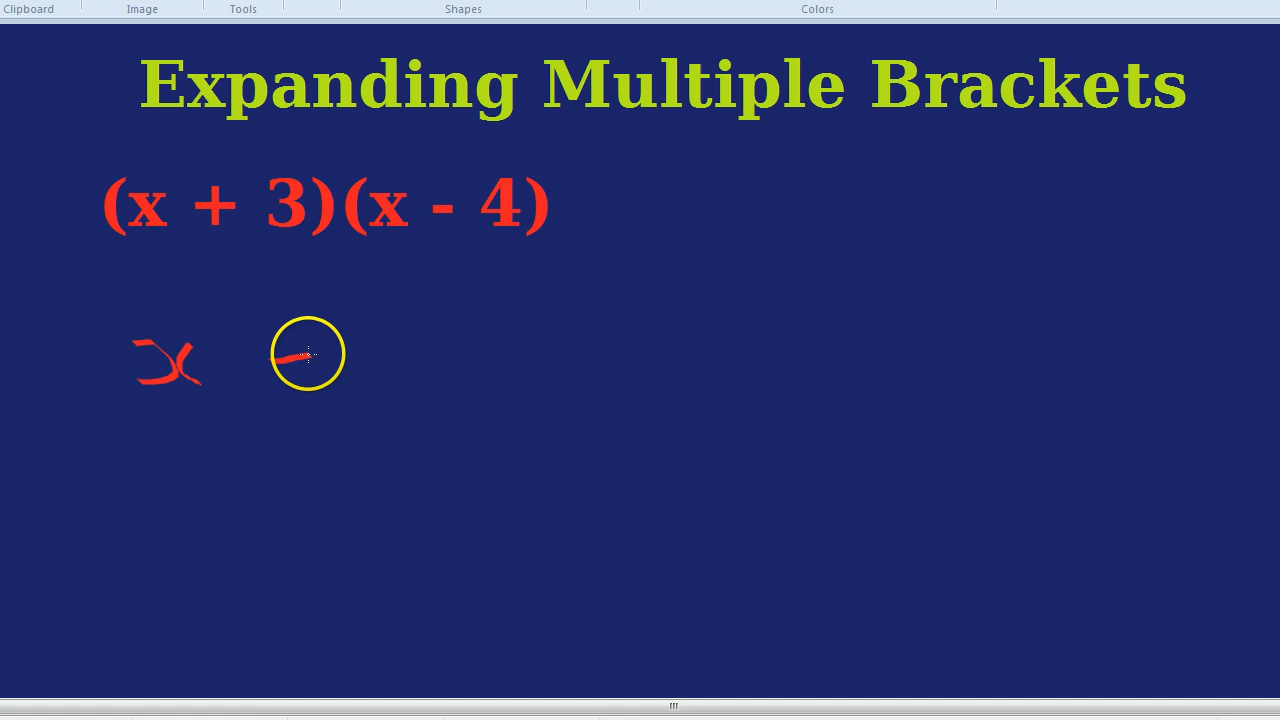 Clipboard Image Tools Shapes Colors
Expanding Multiple Brackets
(x + 3)(x - 4)
x -